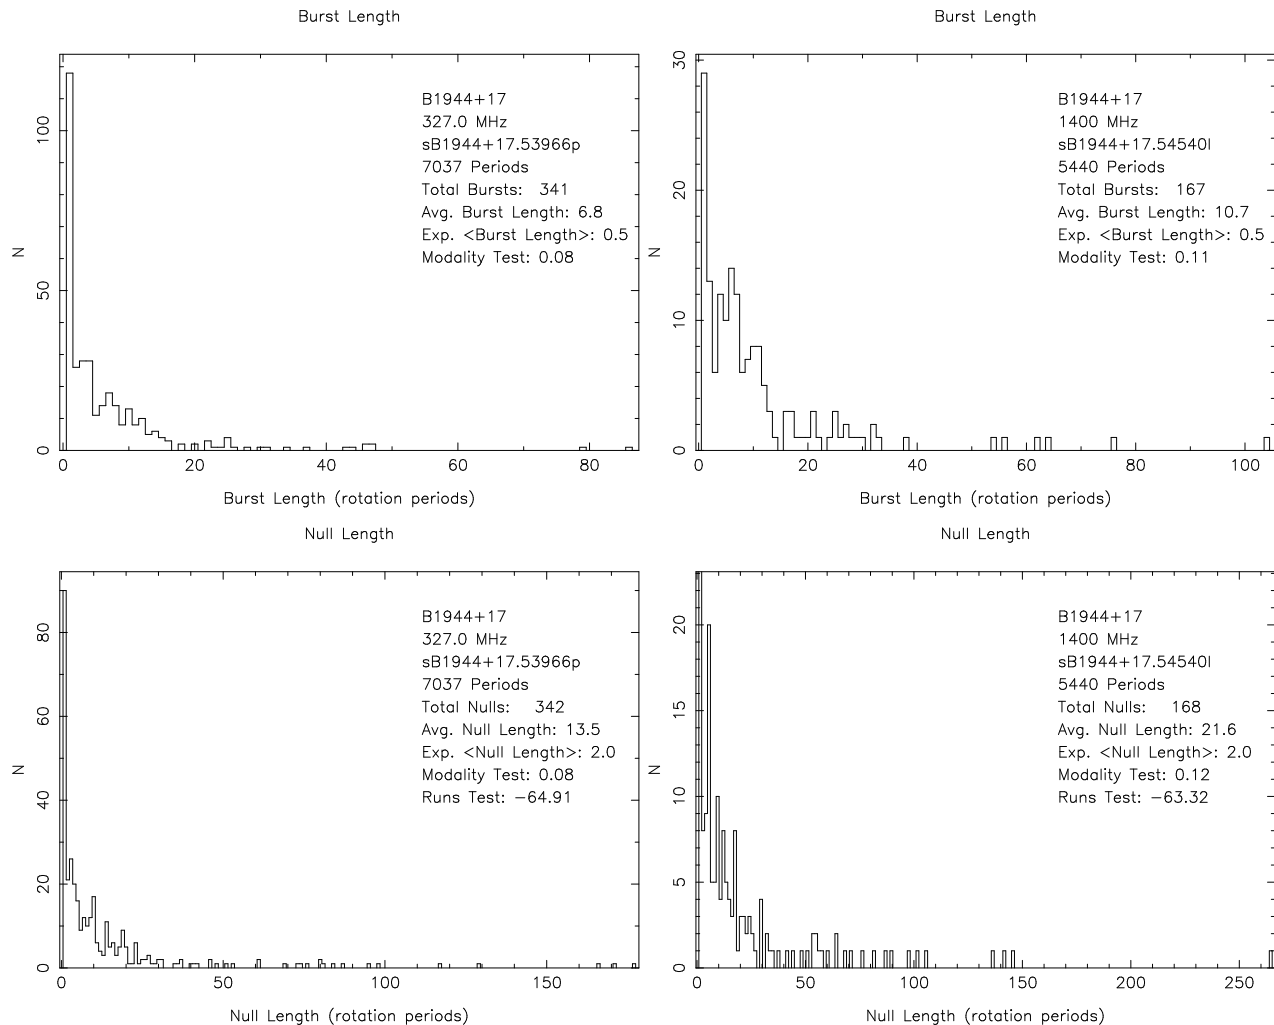 Burst Length
N
0
50
100
0 20 40 60 80
Burst Length (rotation periods)
B1944+17
327.0 MHz
sB1944+17.53966p
7037 Periods
Total Bursts: 341
Avg. Burst Length: 6.8
Exp. <Burst Length>: 0.5
Modality Test: 0.08
Burst Length
N
0
10
20
30
0 20 40 60 80 100
Burst Length (rotation periods)
B1944+17
1400 MHz
sB1944+17.54540l
5440 Periods
Total Bursts: 167
Avg. Burst Length: 10.7
Exp. <Burst Length>: 0.5
Modality Test: 0.11
Null Length
N
0
20
40
60
80
0 50 100 150
Null Length (rotation periods)
B1944+17
327.0 MHz
sB1944+17.53966p
7037 Periods
Total Nulls: 342
Avg. Null Length: 13.5
Exp. <Null Length>: 2.0
Modality Test: 0.08
Runs Test: −64.91
Null Length
N
0
5
10
15
20
0 50 100 150 200 250
Null Length (rotation periods)
B1944+17
1400 MHz
sB1944+17.54540l
5440 Periods
Total Nulls: 168
Avg. Null Length: 21.6
Exp. <Null Length>: 2.0
Modality Test: 0.12
Runs Test: −63.32